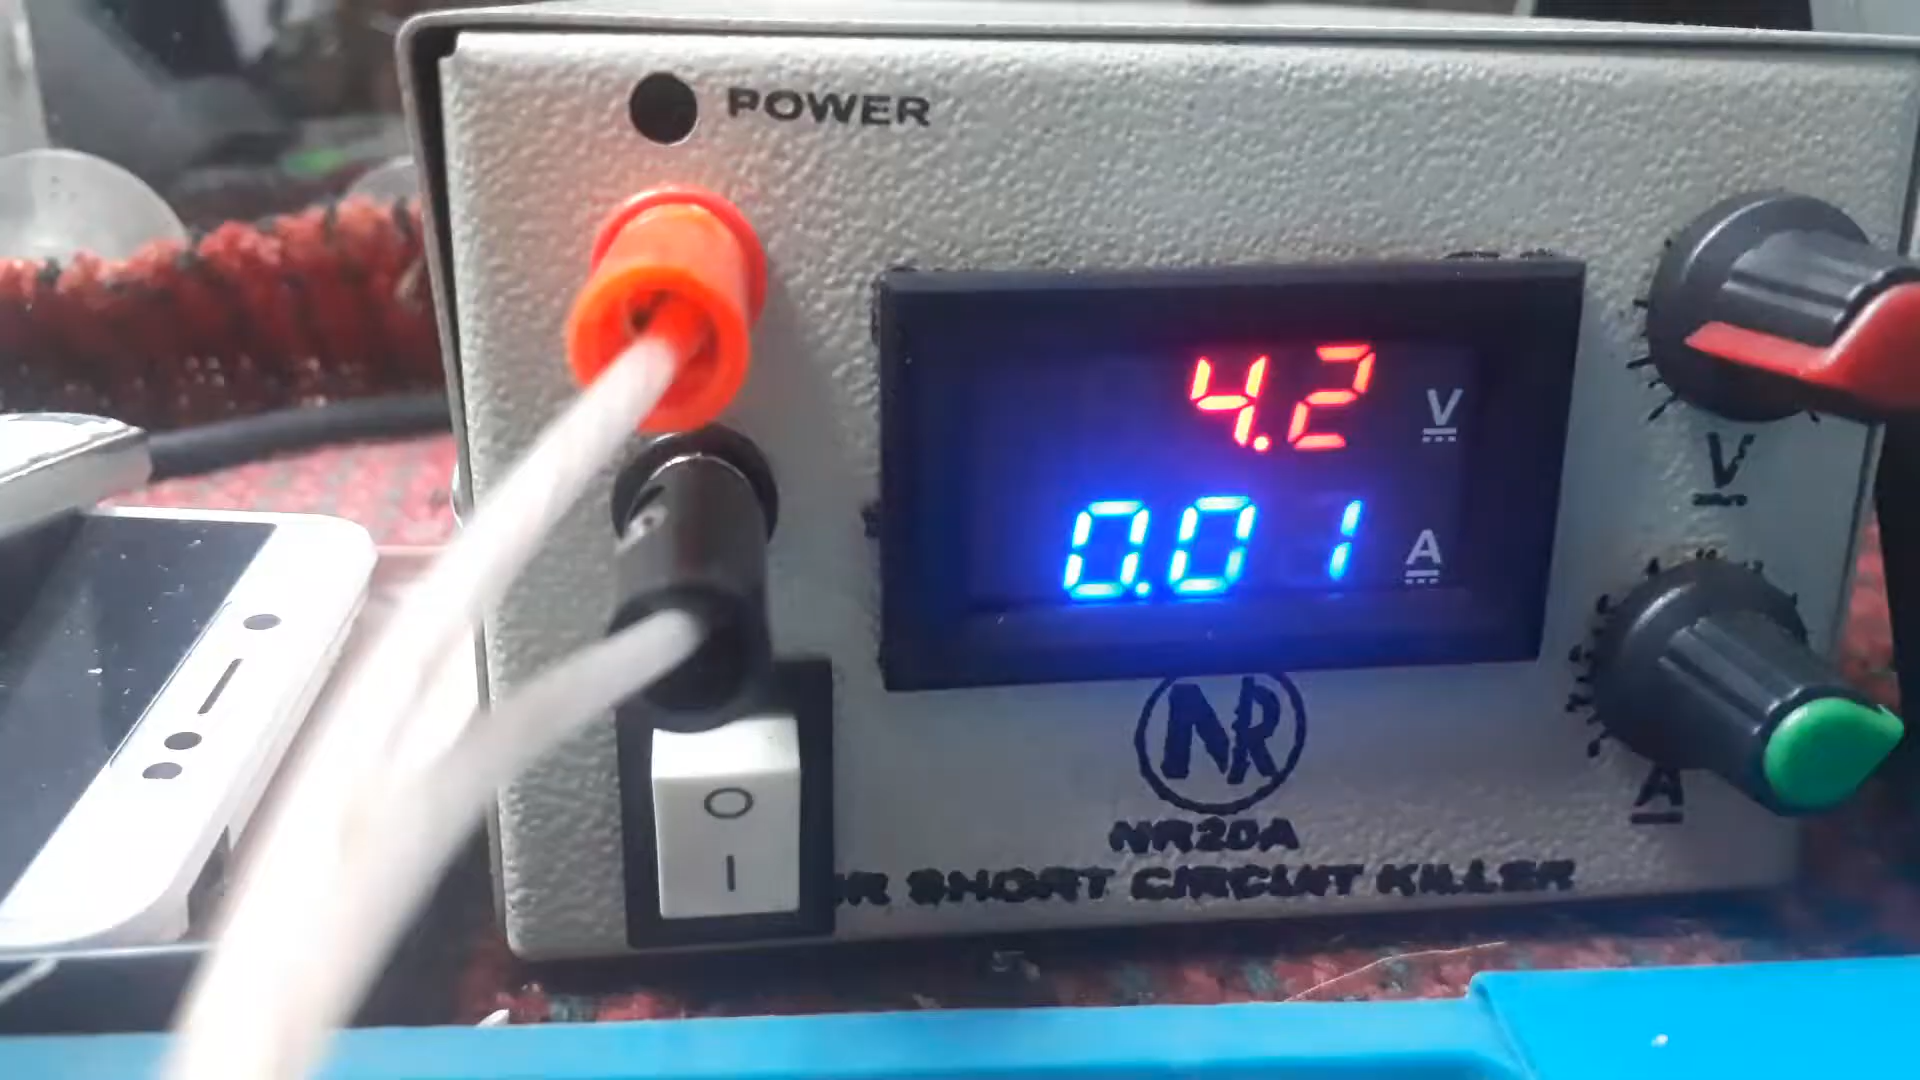 POWER
4.2 V
0.01 A
V
A
NR
NR20A
SHORT CIRCUIT KILLER
O
I